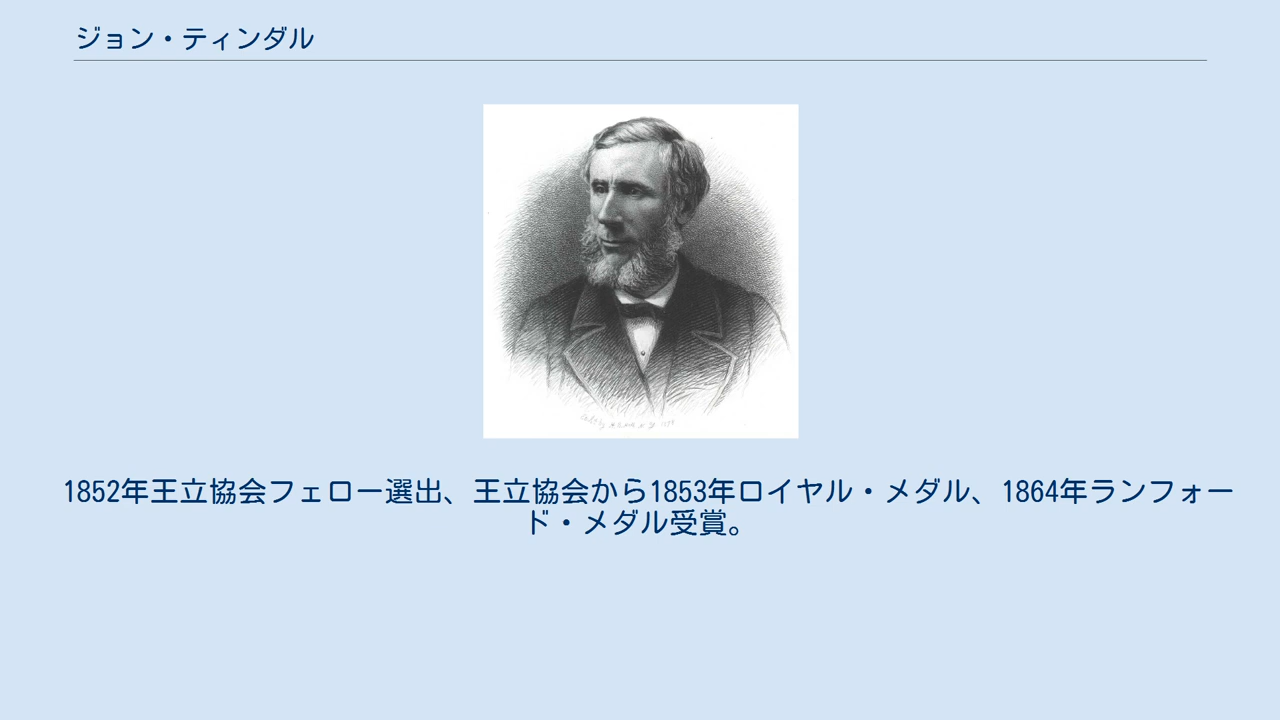 ジョン・ティンダル
1852年王立協会フェロー選出、王立協会から1853年ロイヤル・メダル、1864年ランフォー
ド・メダル受賞。